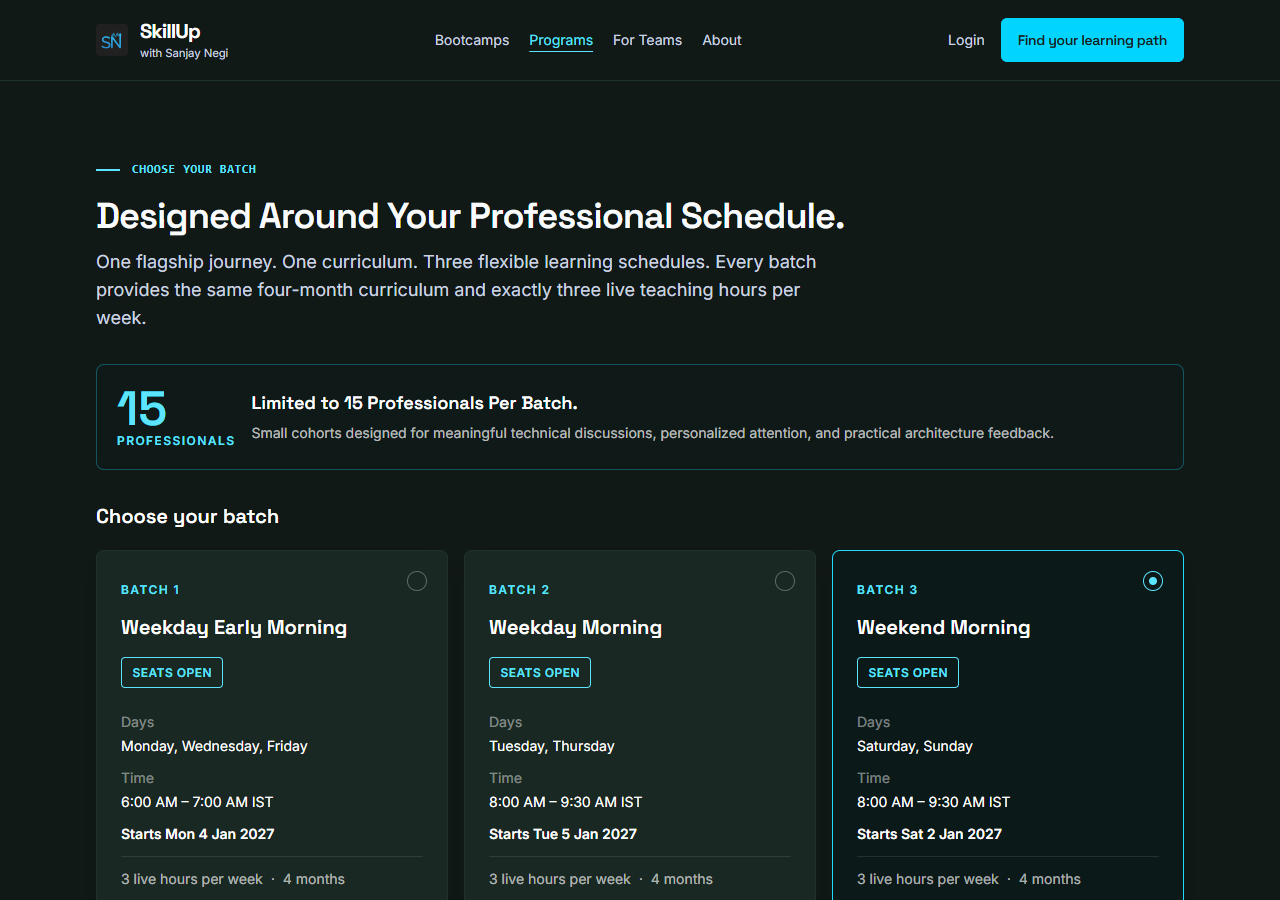 SN
SkillUp
with Sanjay Negi
Bootcamps
Programs
For Teams
About
Login
Find your learning path
CHOOSE YOUR BATCH
Designed Around Your Professional Schedule.
One flagship journey. One curriculum. Three flexible learning schedules. Every batch
provides the same four-month curriculum and exactly three live teaching hours per
week.
15
PROFESSIONALS
Limited to 15 Professionals Per Batch.
Small cohorts designed for meaningful technical discussions, personalized attention, and practical architecture feedback.
Choose your batch
BATCH 1
Weekday Early Morning
SEATS OPEN
Days
Monday, Wednesday, Friday
Time
6:00 AM – 7:00 AM IST
Starts Mon 4 Jan 2027
3 live hours per week · 4 months
BATCH 2
Weekday Morning
SEATS OPEN
Days
Tuesday, Thursday
Time
8:00 AM – 9:30 AM IST
Starts Tue 5 Jan 2027
3 live hours per week · 4 months
BATCH 3
Weekend Morning
SEATS OPEN
Days
Saturday, Sunday
Time
8:00 AM – 9:30 AM IST
Starts Sat 2 Jan 2027
3 live hours per week · 4 months